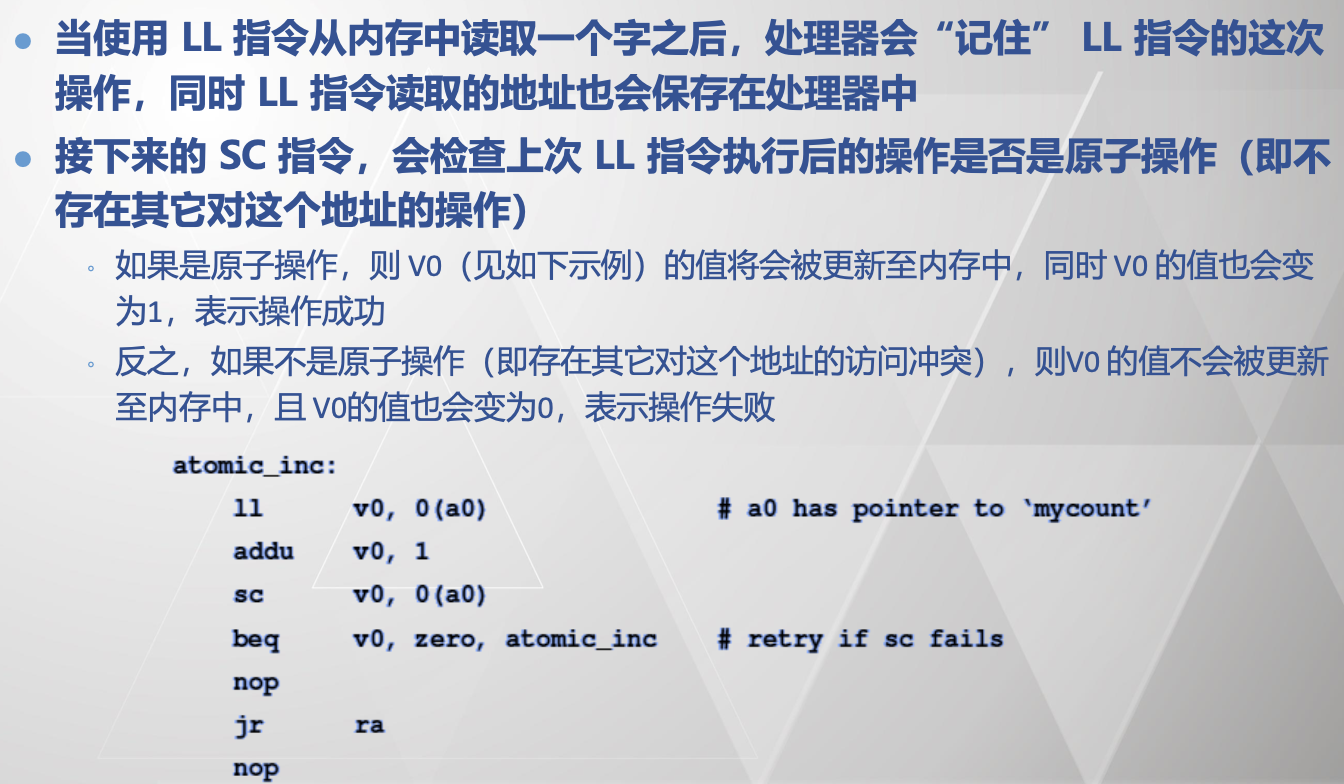 当使用 LL 指令从内存中读取一个字之后，处理器会“记住” LL 指令的这次
操作，同时 LL 指令读取的地址也会保存在处理器中
接下来的 SC 指令，会检查上次 LL 指令执行后的操作是否是原子操作（即不
存在其它对这个地址的操作）
如果是原子操作，则 V0（见如下示例）的值将会被更新至内存中，同时 V0 的值也会变
为1，表示操作成功
反之，如果不是原子操作（即存在其它对这个地址的访问冲突），则V0 的值不会被更新
至内存中，且 V0的值也会变为0，表示操作失败
atomic_inc:
ll v0, 0(a0) # a0 has pointer to `mycount'
addu v0, 1
sc v0, 0(a0)
beq v0, zero, atomic_inc # retry if sc fails
nop
jr ra
nop